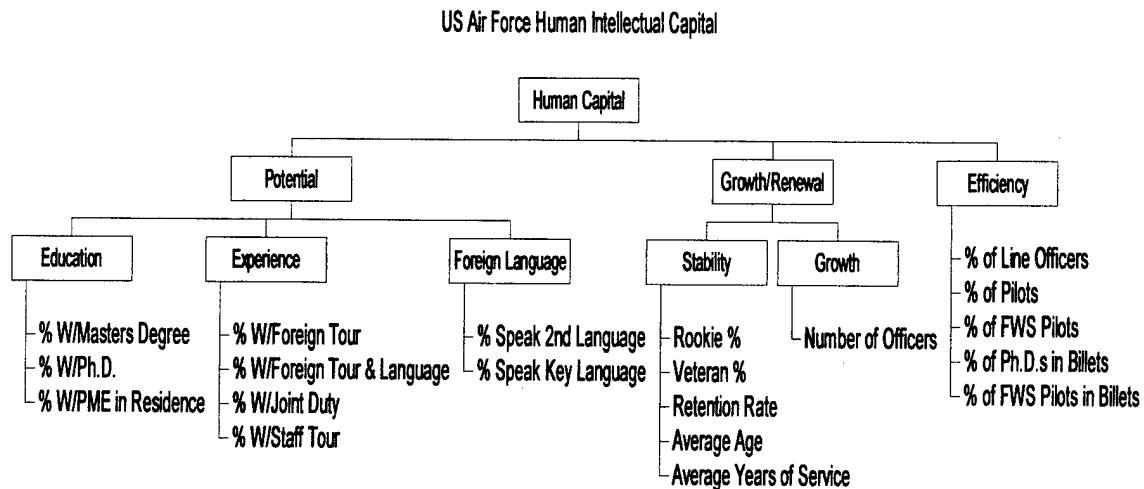 US Air Force Human Intellectual Capital
Human Capital
Potential
Growth/Renewal
Efficiency
Education
Experience
Foreign Language
Stability
Growth
% W/Masters Degree
% W/Ph.D.
% W/PME in Residence
% W/Foreign Tour
% W/Foreign Tour & Language
% W/Joint Duty
% W/Staff Tour
% Speak 2nd Language
% Speak Key Language
Rookie %
Veteran %
Retention Rate
Average Age
Average Years of Service
Number of Officers
% of Line Officers
% of Pilots
% of FWS Pilots
% of Ph.D.s in Billets
% of FWS Pilots in Billets